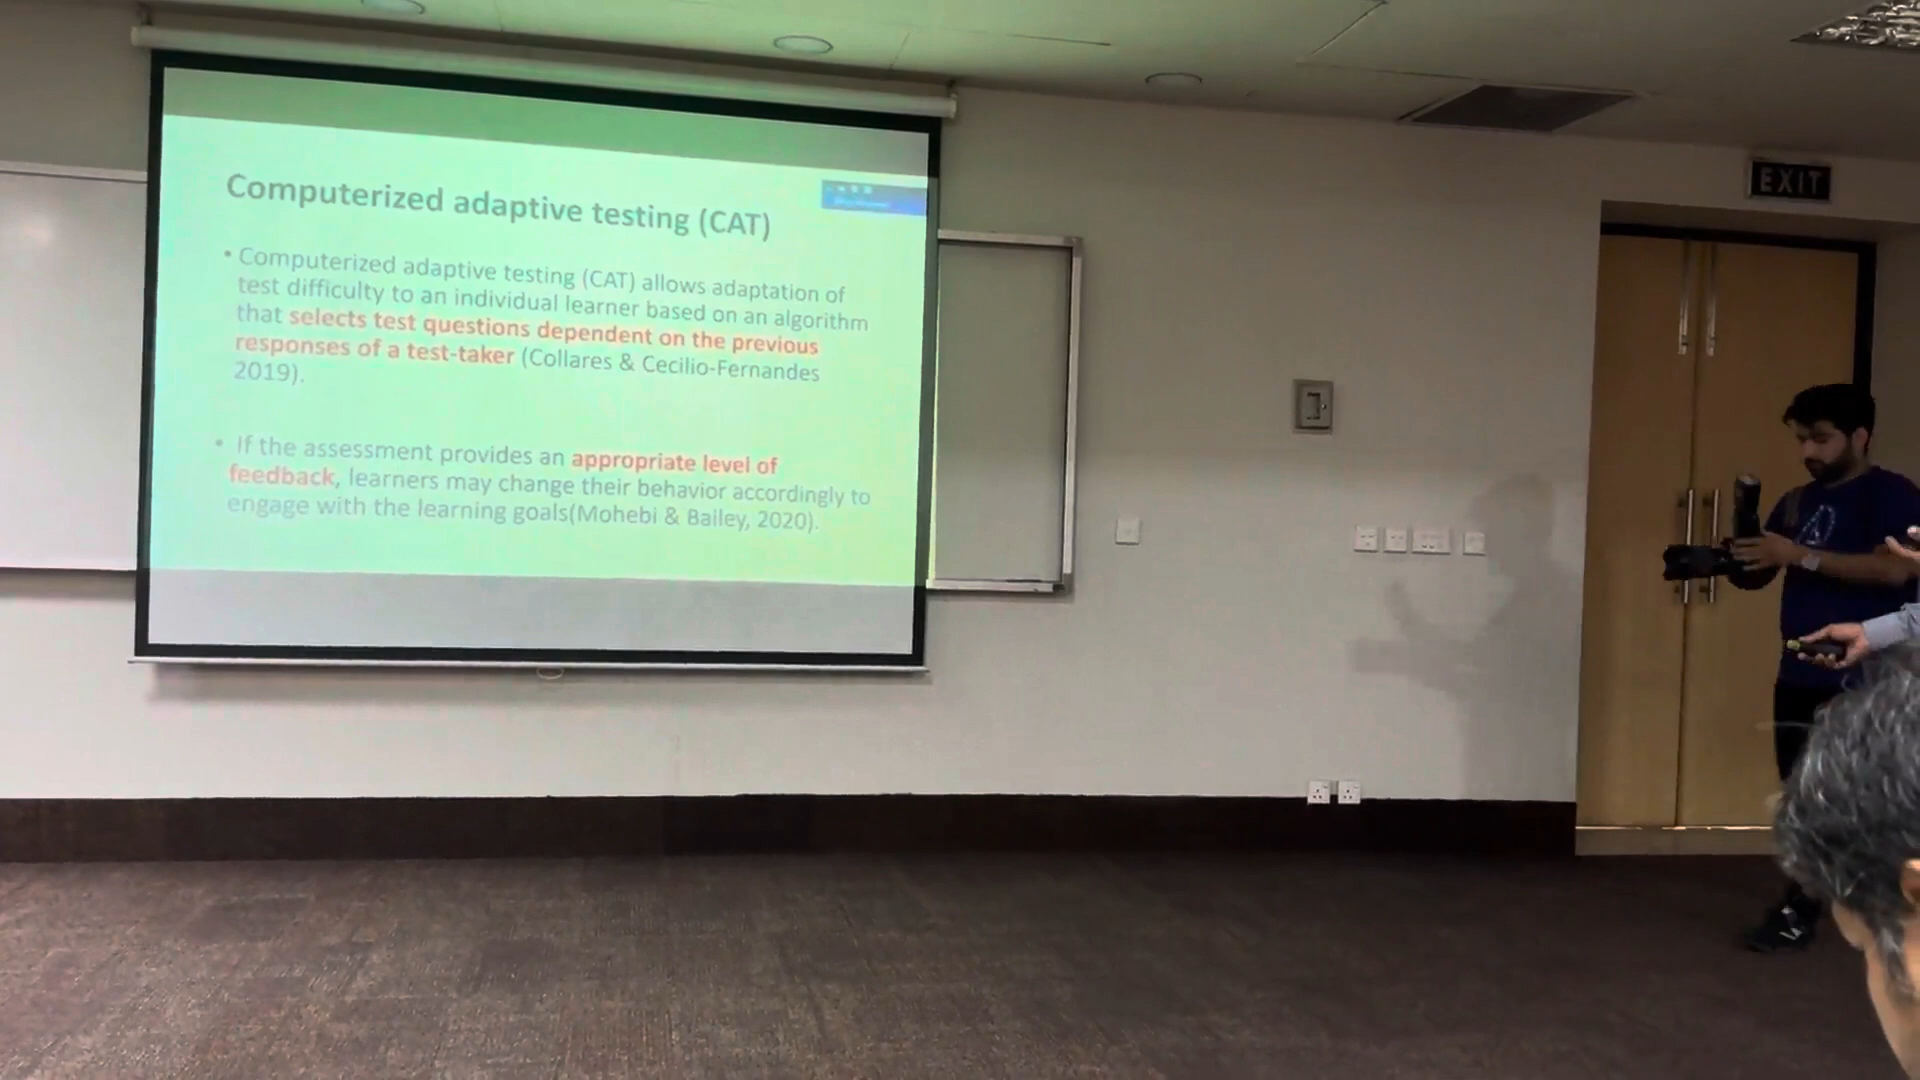 Computerized adaptive testing (CAT)
• Computerized adaptive testing (CAT) allows adaptation of
test difficulty to an individual learner based on an algorithm
that selects test questions dependent on the previous
responses of a test-taker (Collares & Cecilio-Fernandes
2019).
• If the assessment provides an appropriate level of
feedback, learners may change their behavior accordingly to
engage with the learning goals(Mohebi & Bailey, 2020).
EXIT